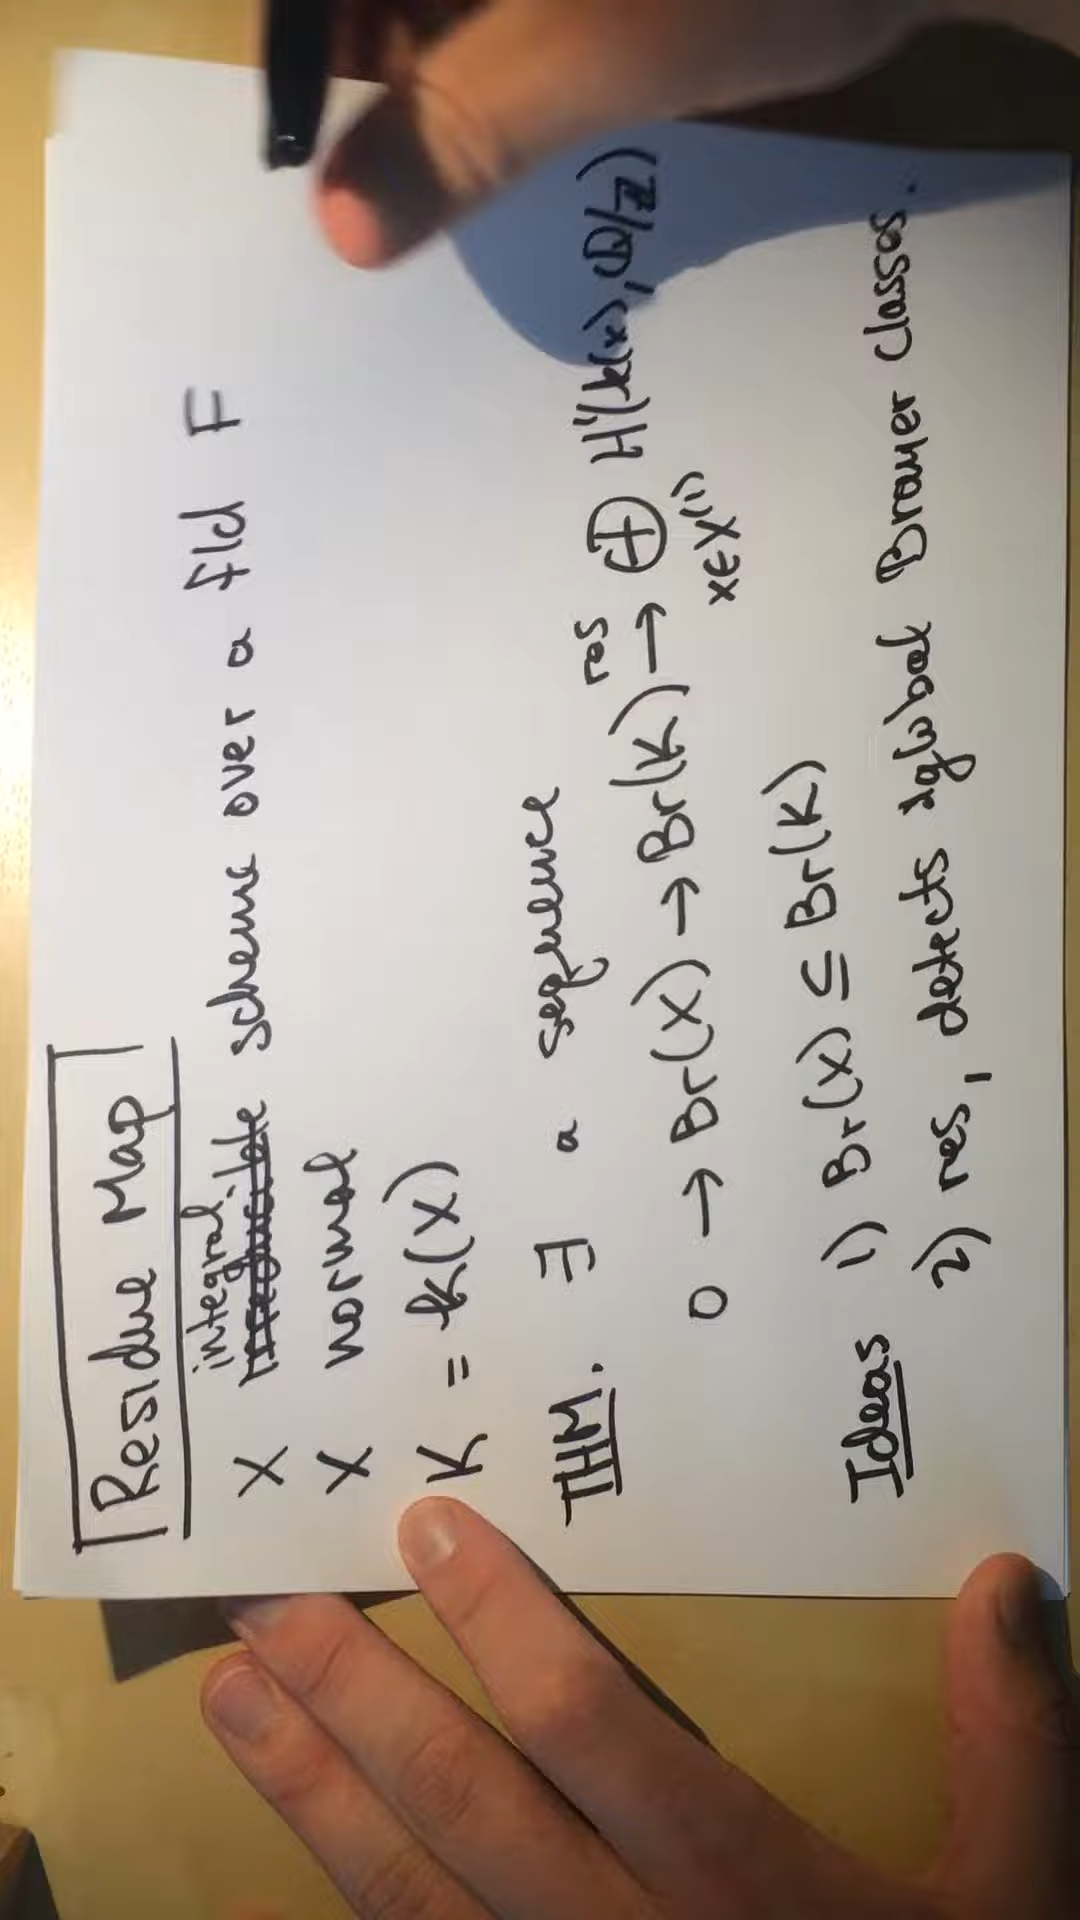 Residue Map
X integral scheme over a fld F
X normal
K = k(X)
THM. ∃ a sequence
0 → Br(X) → Br(K) →^{res} ⊕_{x∈X^{(1)}} H^1(k(x), ℚ/ℤ)
Ideas 1) Br(X) ⊆ Br(K)
2) res, detects global Brauer classes.